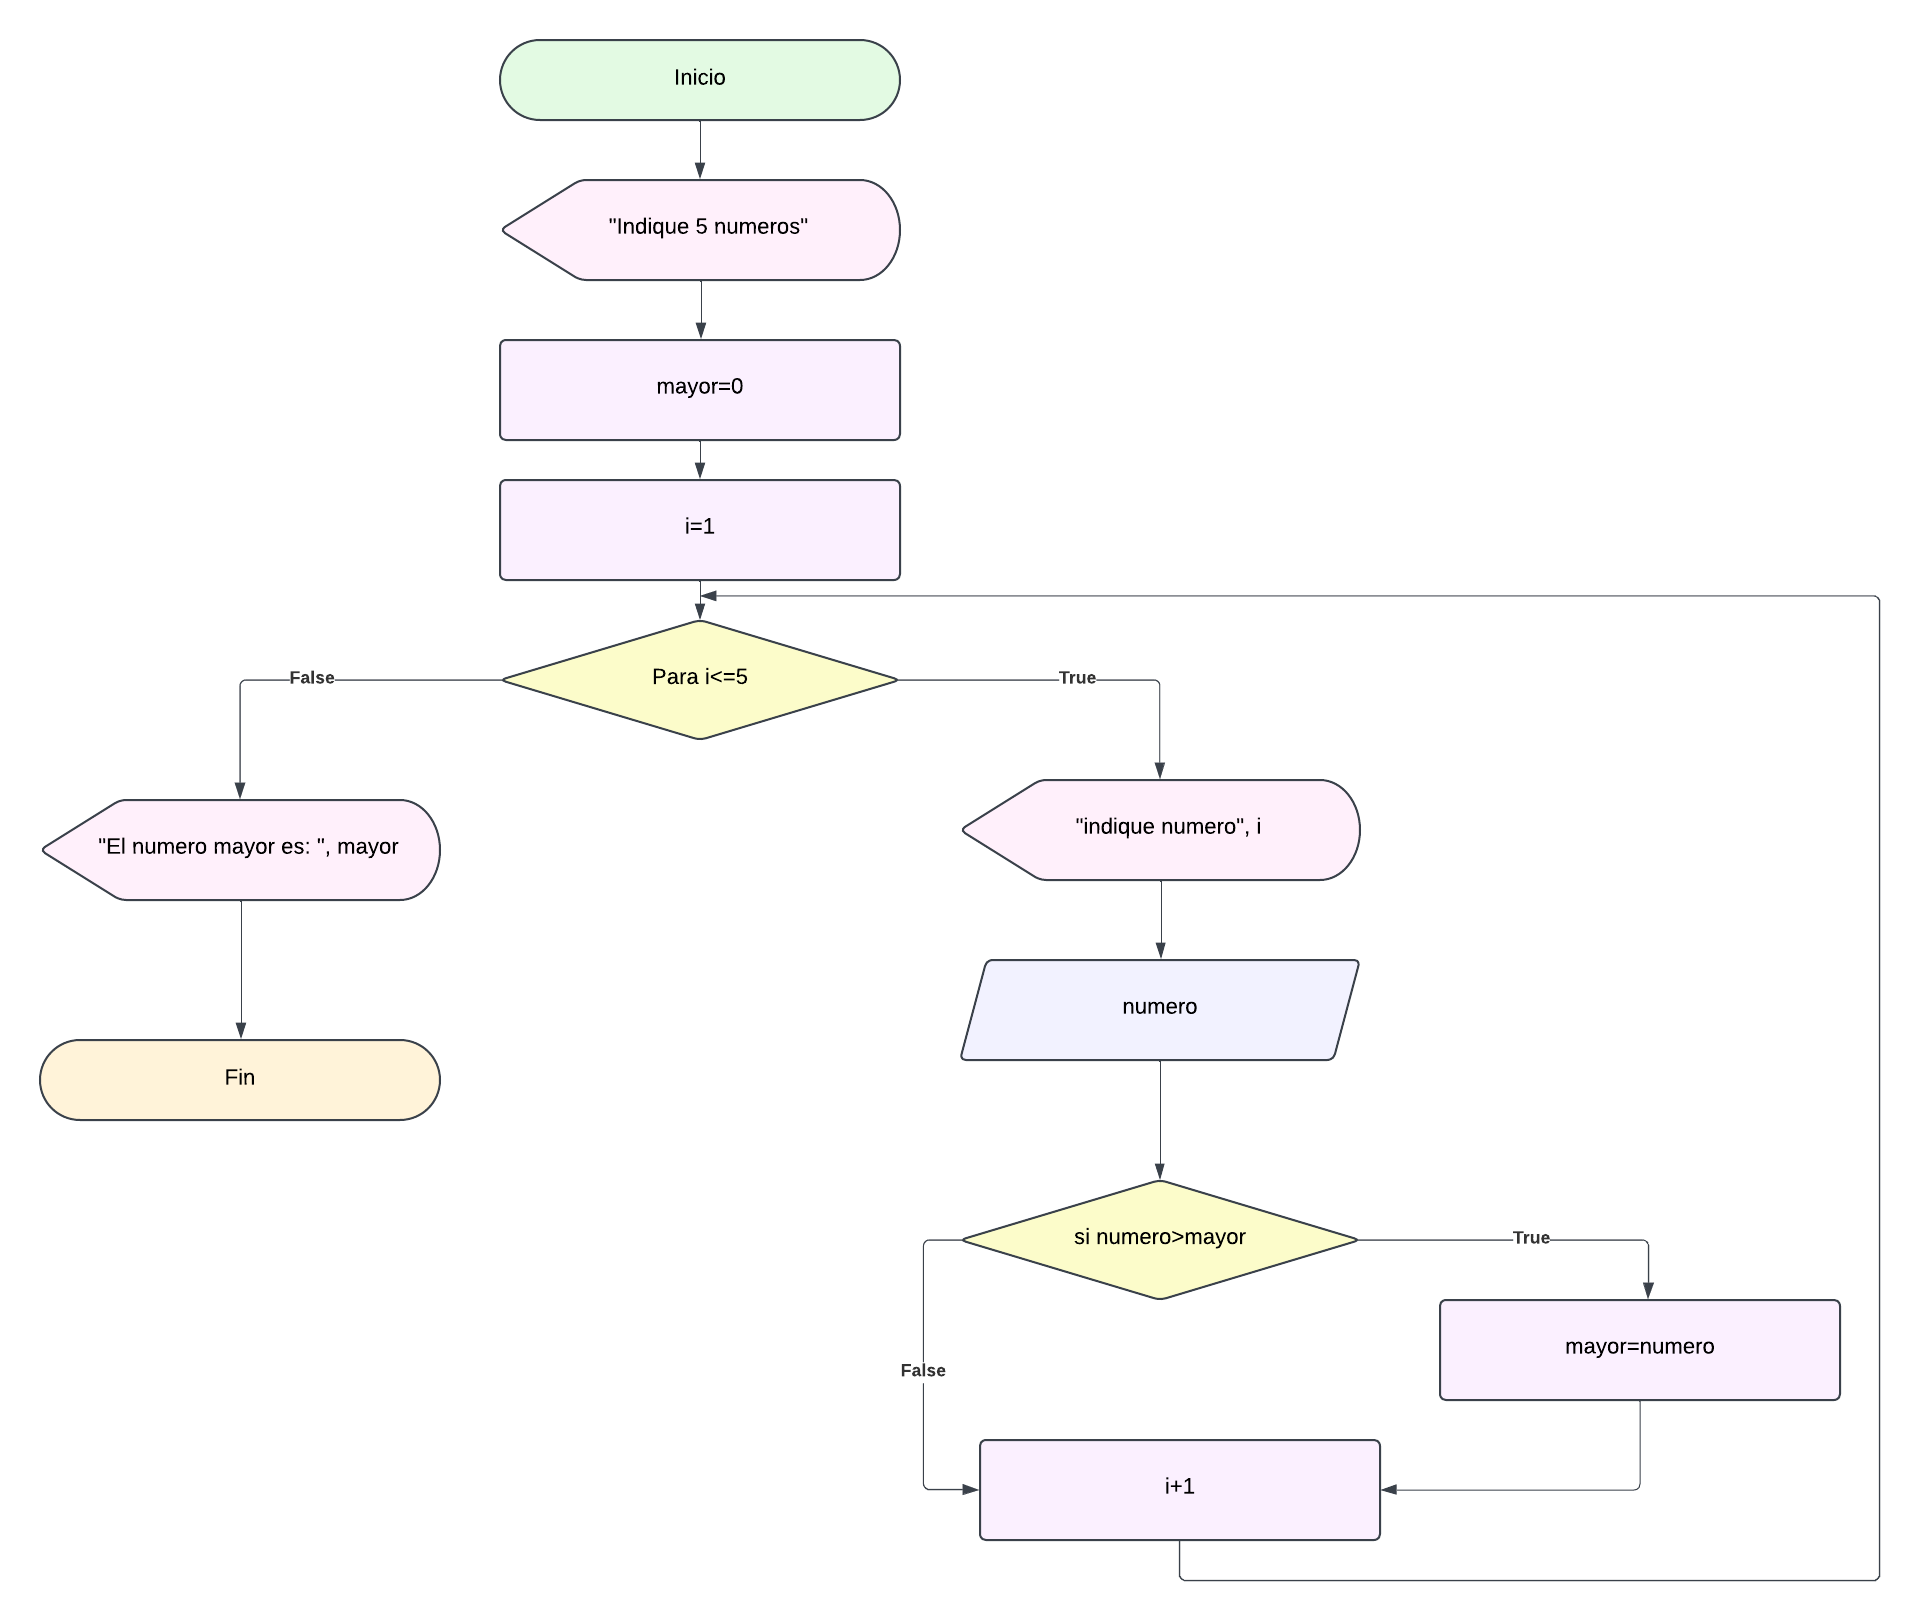 Inicio
"Indique 5 numeros"
mayor=0
i=1
Para i<=5
False
True
"El numero mayor es: ", mayor
"indique numero", i
numero
Fin
si numero>mayor
True
mayor=numero
False
i+1